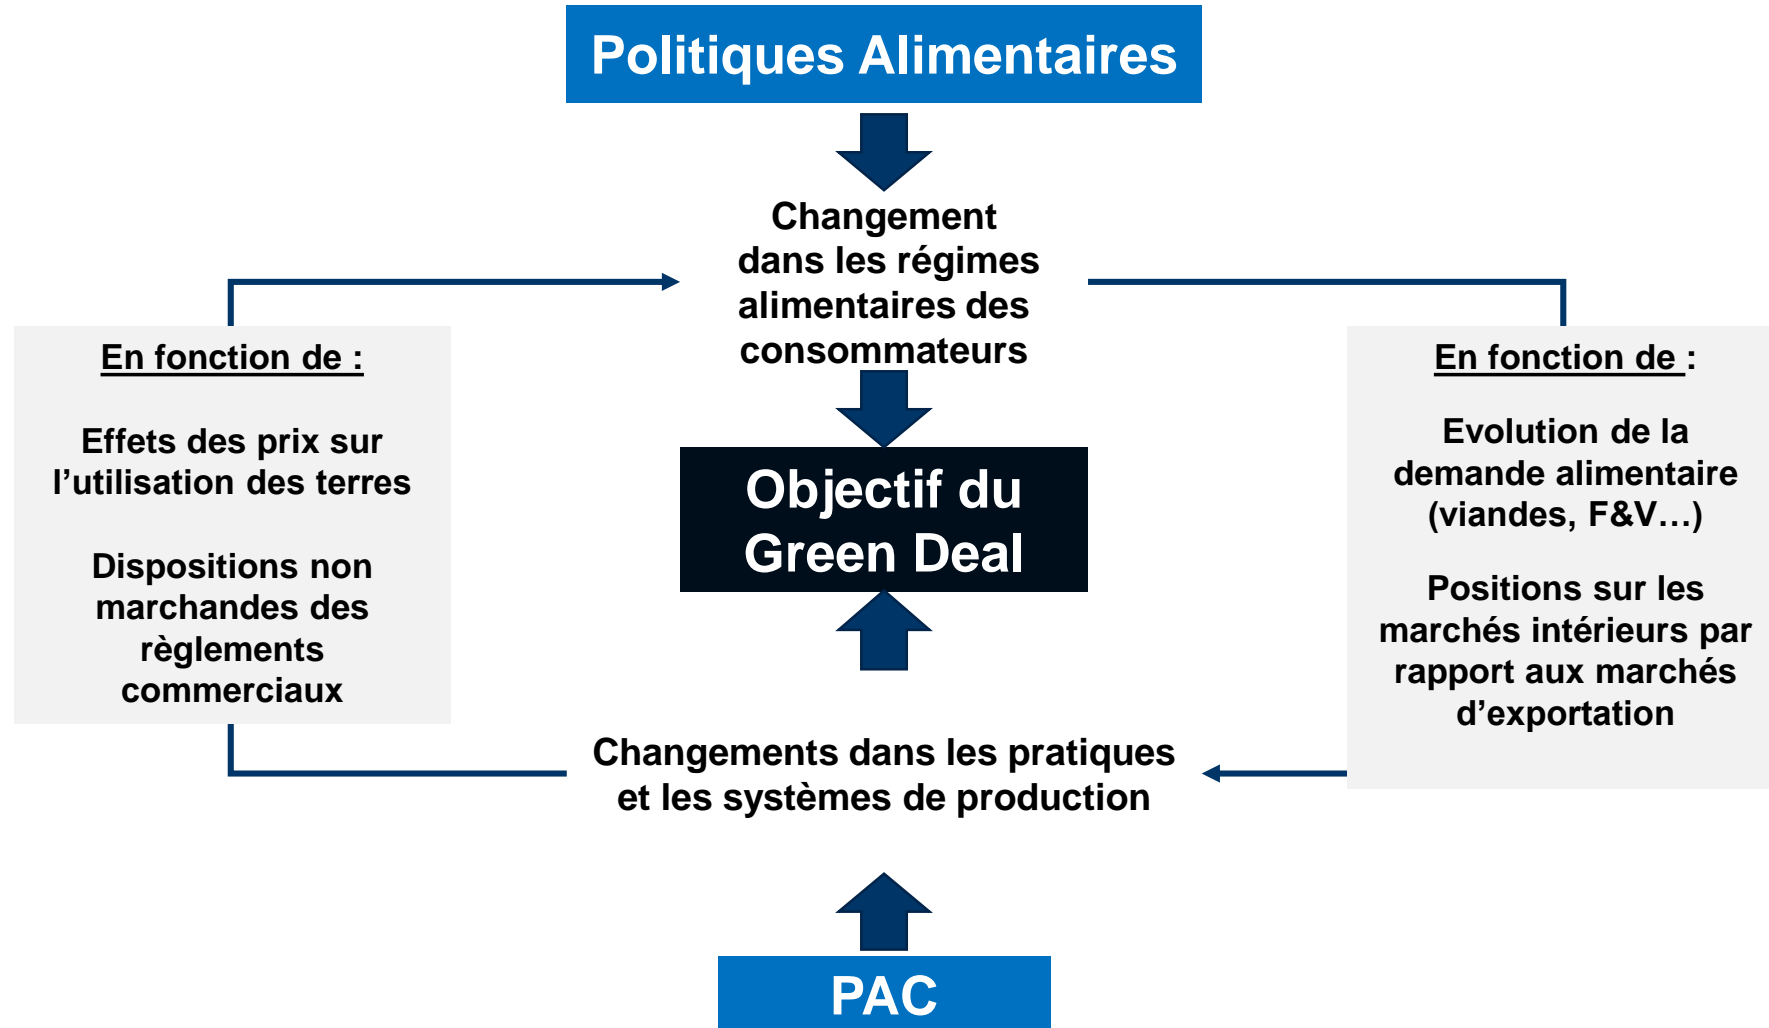 Politiques Alimentaires
Changement
dans les régimes
alimentaires des
consommateurs
En fonction de :
Effets des prix sur
l’utilisation des terres
Dispositions non
marchandes des
règlements
commerciaux
Objectif du
Green Deal
En fonction de :
Evolution de la
demande alimentaire
(viandes, F&V…)
Positions sur les
marchés intérieurs par
rapport aux marchés
d’exportation
Changements dans les pratiques
et les systèmes de production
PAC